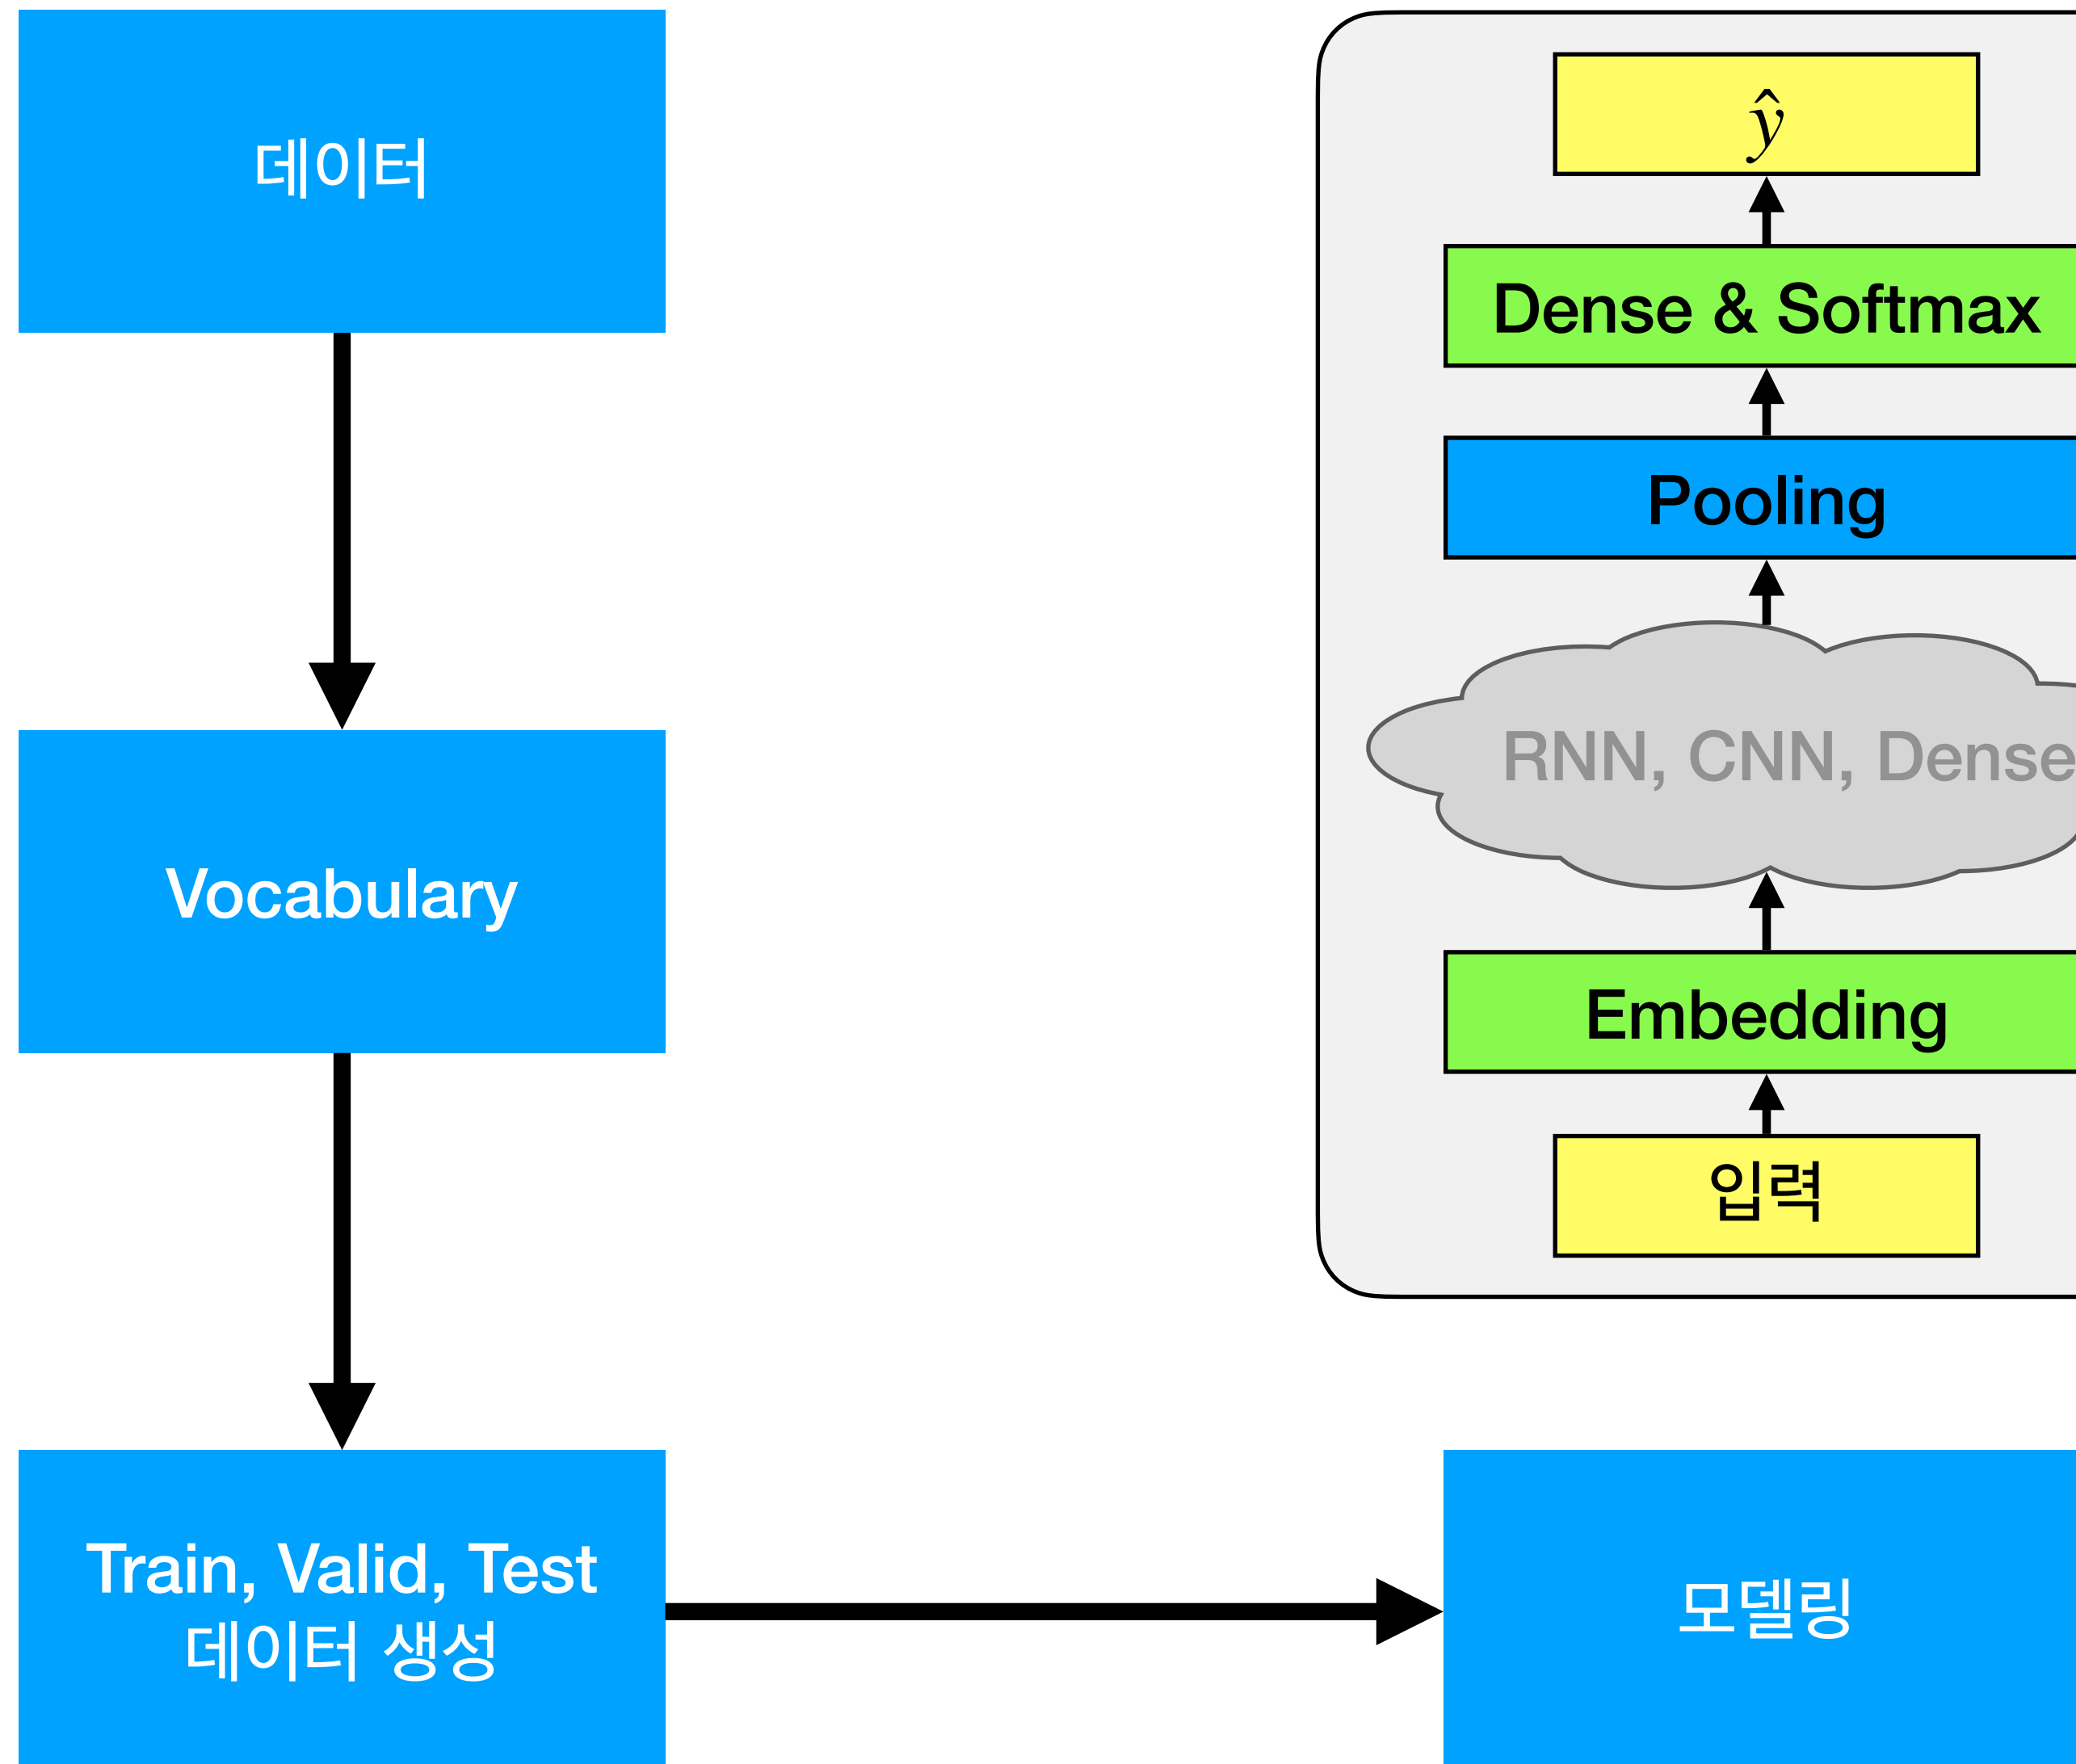 데이터
Vocabulary
Train, Valid, Test
데이터 생성
ŷ
Dense & Softmax
Pooling
RNN, CNN, Dense
Embedding
입력
모델링